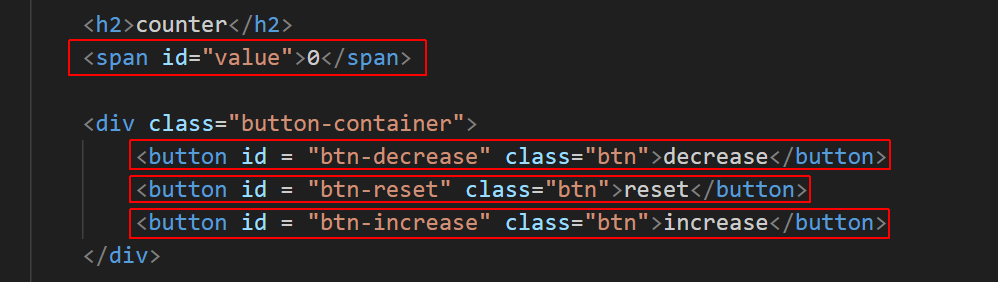 <h2>counter</h2>
<span id="value">0</span>
<div class="button-container">
<button id = "btn-decrease" class="btn">decrease</button>
<button id = "btn-reset" class="btn">reset</button>
<button id = "btn-increase" class="btn">increase</button>
</div>